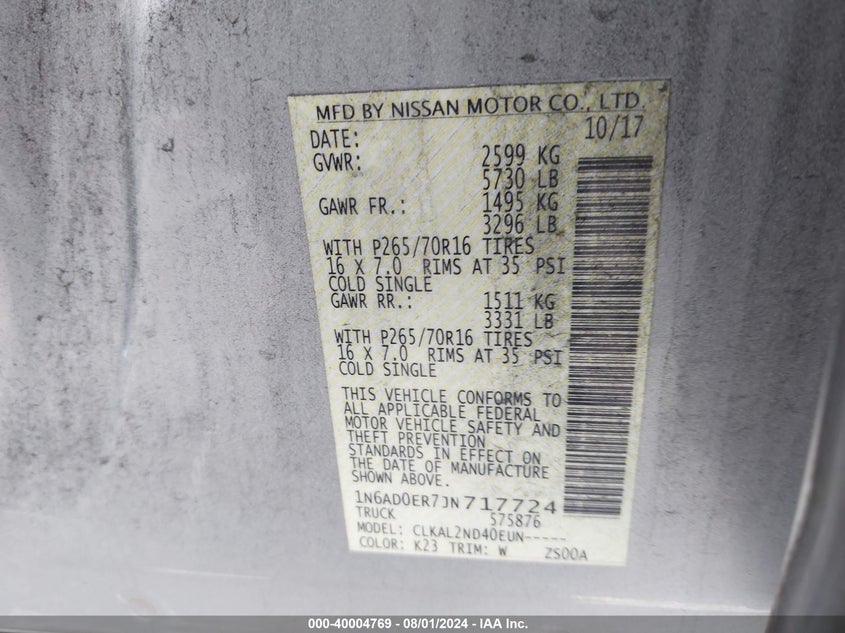 MFD BY NISSAN MOTOR CO., LTD.
DATE: 10/17
GVWR: 2599 KG
5730 LB
GAWR FR.: 1495 KG
3296 LB
WITH P265/70R16 TIRES
16 X 7.0 RIMS AT 35 PSI
COLD SINGLE
GAWR RR.: 1511 KG
3331 LB
WITH P265/70R16 TIRES
16 X 7.0 RIMS AT 35 PSI
COLD SINGLE
THIS VEHICLE CONFORMS TO
ALL APPLICABLE FEDERAL
MOTOR VEHICLE SAFETY AND
THEFT PREVENTION
STANDARDS IN EFFECT ON
THE DATE OF MANUFACTURE
SHOWN ABOVE.
1N6AD0ER7JN717724
TRUCK 575876
MODEL: CLKAL2ND40EUN-----
COLOR: K23 TRIM: W ZS00A
000-40004769 - 08/01/2024 - IAA Inc.